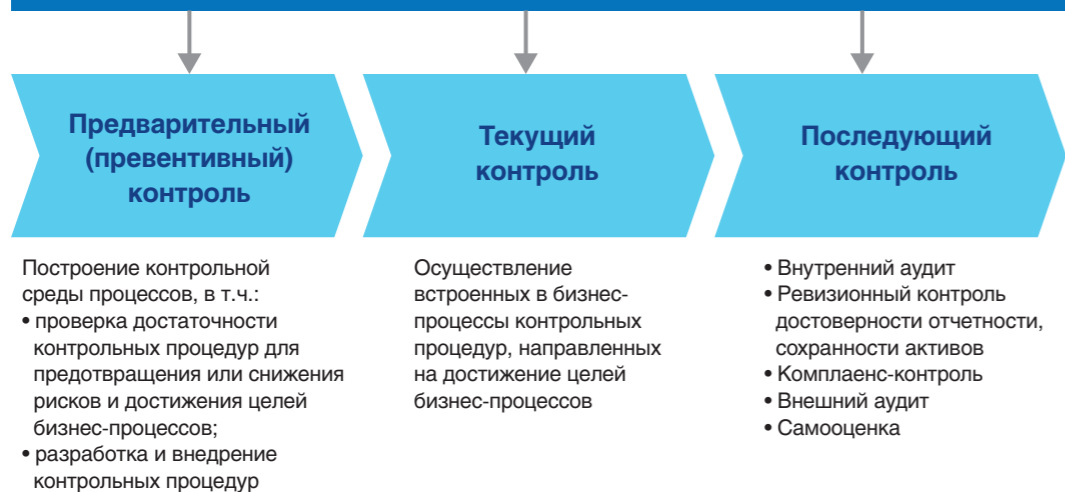 Предварительный
(превентивный)
контроль
Текущий
контроль
Последующий
контроль
Построение контрольной
среды процессов, в т.ч.:
• проверка достаточности
контрольных процедур для
предотвращения или снижения
рисков и достижения целей
бизнес-процессов;
• разработка и внедрение
контрольных процедур
Осуществление
встроенных в бизнес-
процессы контрольных
процедур, направленных
на достижение целей
бизнес-процессов
• Внутренний аудит
• Ревизионный контроль
достоверности отчетности,
сохранности активов
• Комплаенс-контроль
• Внешний аудит
• Самооценка